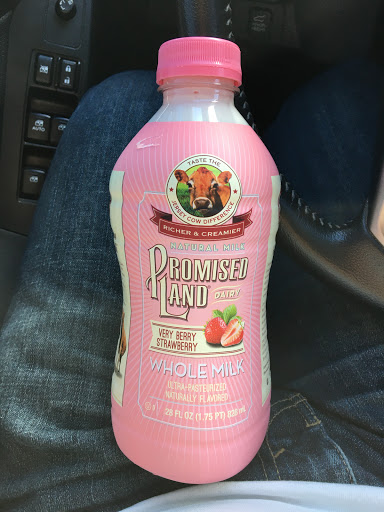 AUTO
TASTE THE
JERSEY COW DIFFERENCE
RICHER & CREAMIER
NATURAL MILK
PROMISED
LAND DAIRY
VERY BERRY
STRAWBERRY
WHOLE MILK
ULTRA-PASTEURIZED
NATURALLY FLAVORED
28 FL OZ (1.75 PT) 828 mL